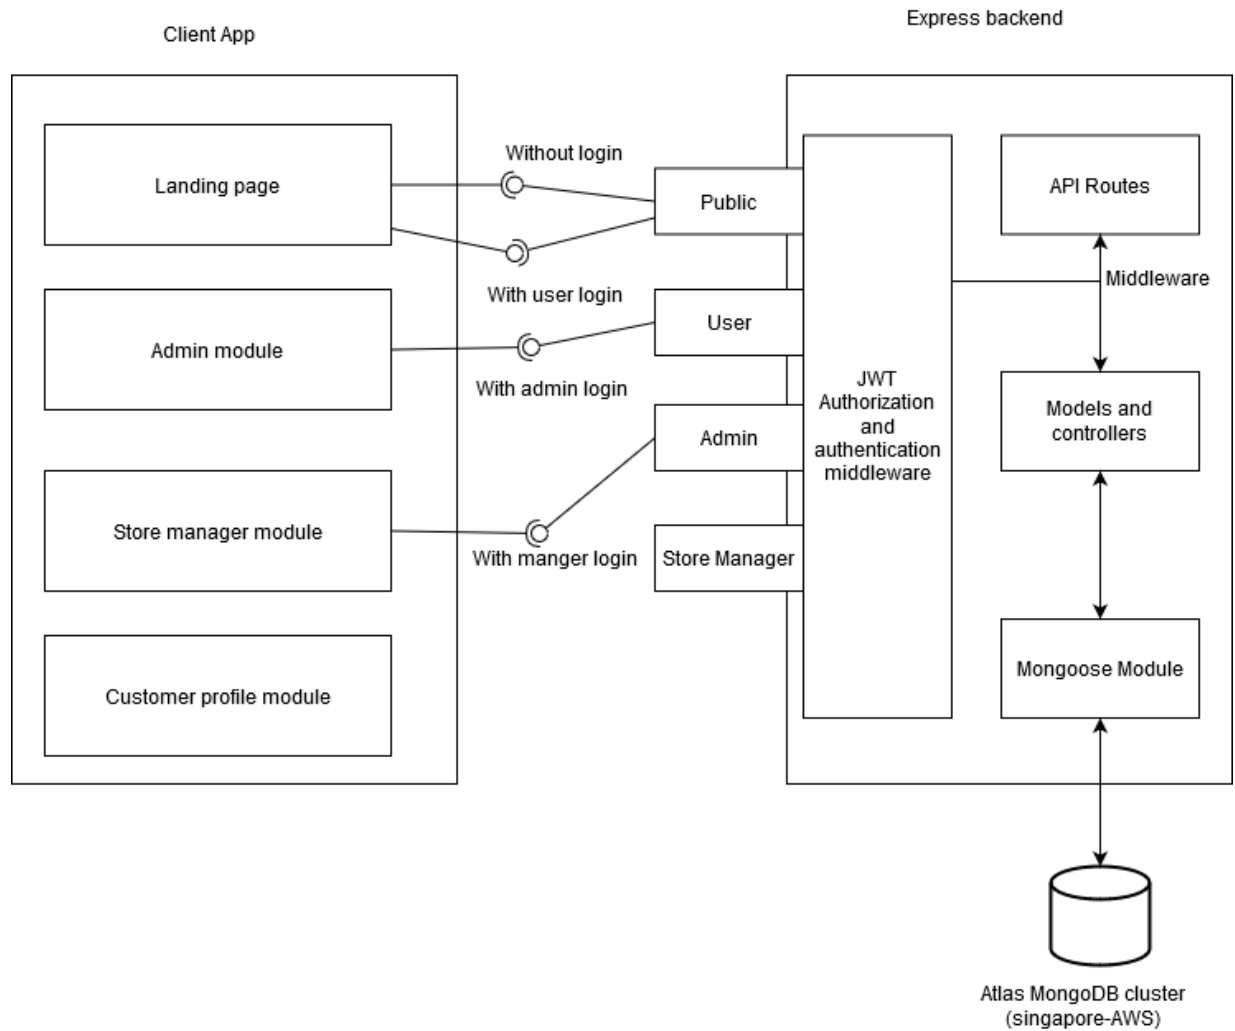 Client App
Express backend
Landing page
Without login
Public
API Routes
With user login
Middleware
Admin module
User
With admin login
JWT
Authorization
and
authentication
middleware
Admin
Models and
controllers
Store manager module
With manger login
Store Manager
Customer profile module
Mongoose Module
Atlas MongoDB cluster
(singapore-AWS)